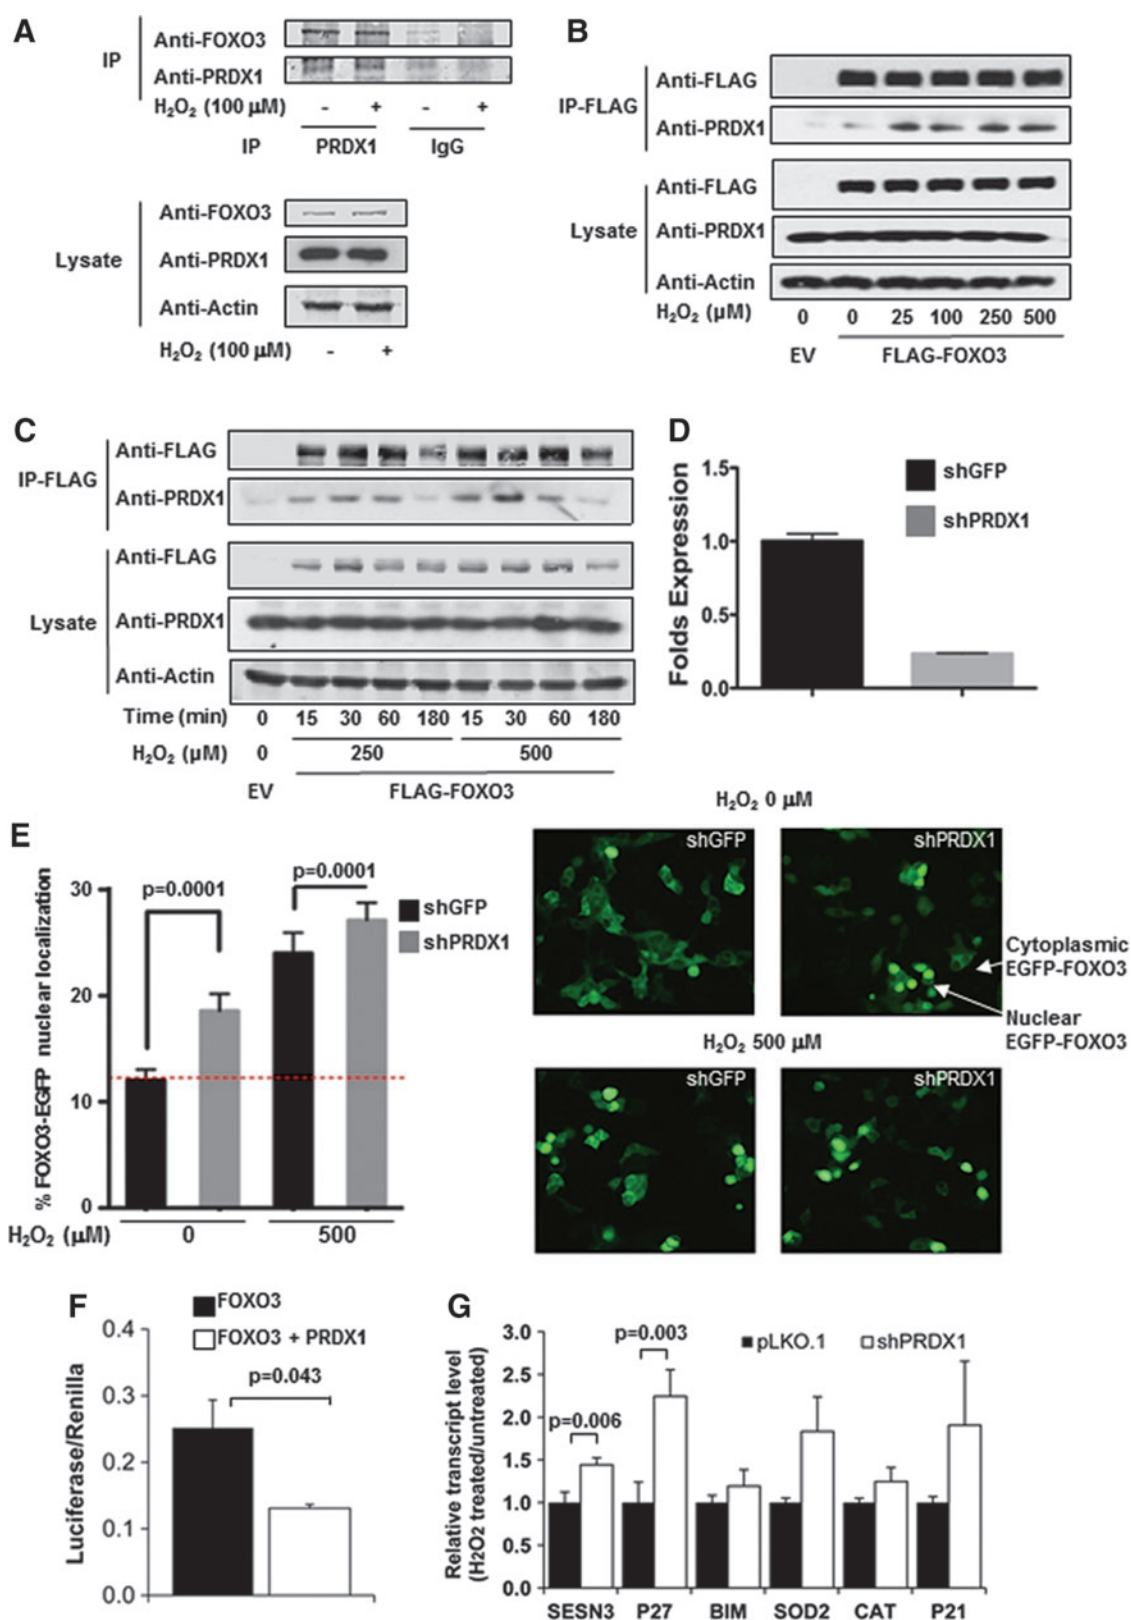 A
IP
Anti-FOXO3
Anti-PRDX1
H₂O₂ (100 µM) - + - +
IP PRDX1 IgG
Lysate
Anti-FOXO3
Anti-PRDX1
Anti-Actin
H₂O₂ (100 µM) - +
B
IP-FLAG
Anti-FLAG
Anti-PRDX1
Lysate
Anti-FLAG
Anti-PRDX1
Anti-Actin
H₂O₂ (µM) 0 0 25 100 250 500
EV FLAG-FOXO3
C
IP-FLAG
Anti-FLAG
Anti-PRDX1
Lysate
Anti-FLAG
Anti-PRDX1
Anti-Actin
Time (min) 0 15 30 60 180 15 30 60 180
H₂O₂ (µM) 0 250 500
EV FLAG-FOXO3
D
Folds Expression
1.5
1.0
0.5
0.0
shGFP
shPRDX1
E
% FOXO3-EGFP nuclear localization
30
20
10
0
p=0.0001
p=0.0001
shGFP
shPRDX1
H₂O₂ (µM) 0 500
H₂O₂ 0 µM
shGFP
shPRDX1
Cytoplasmic
EGFP-FOXO3
Nuclear
EGFP-FOXO3
H₂O₂ 500 µM
shGFP
shPRDX1
F
FOXO3
FOXO3 + PRDX1
p=0.043
Luciferase/Renilla
0.4
0.3
0.2
0.1
0.0
G
Relative transcript level
(H2O2 treated/untreated)
3.0
2.5
2.0
1.5
1.0
0.5
0.0
p=0.003
p=0.006
pLKO.1
shPRDX1
SESN3 P27 BIM SOD2 CAT P21